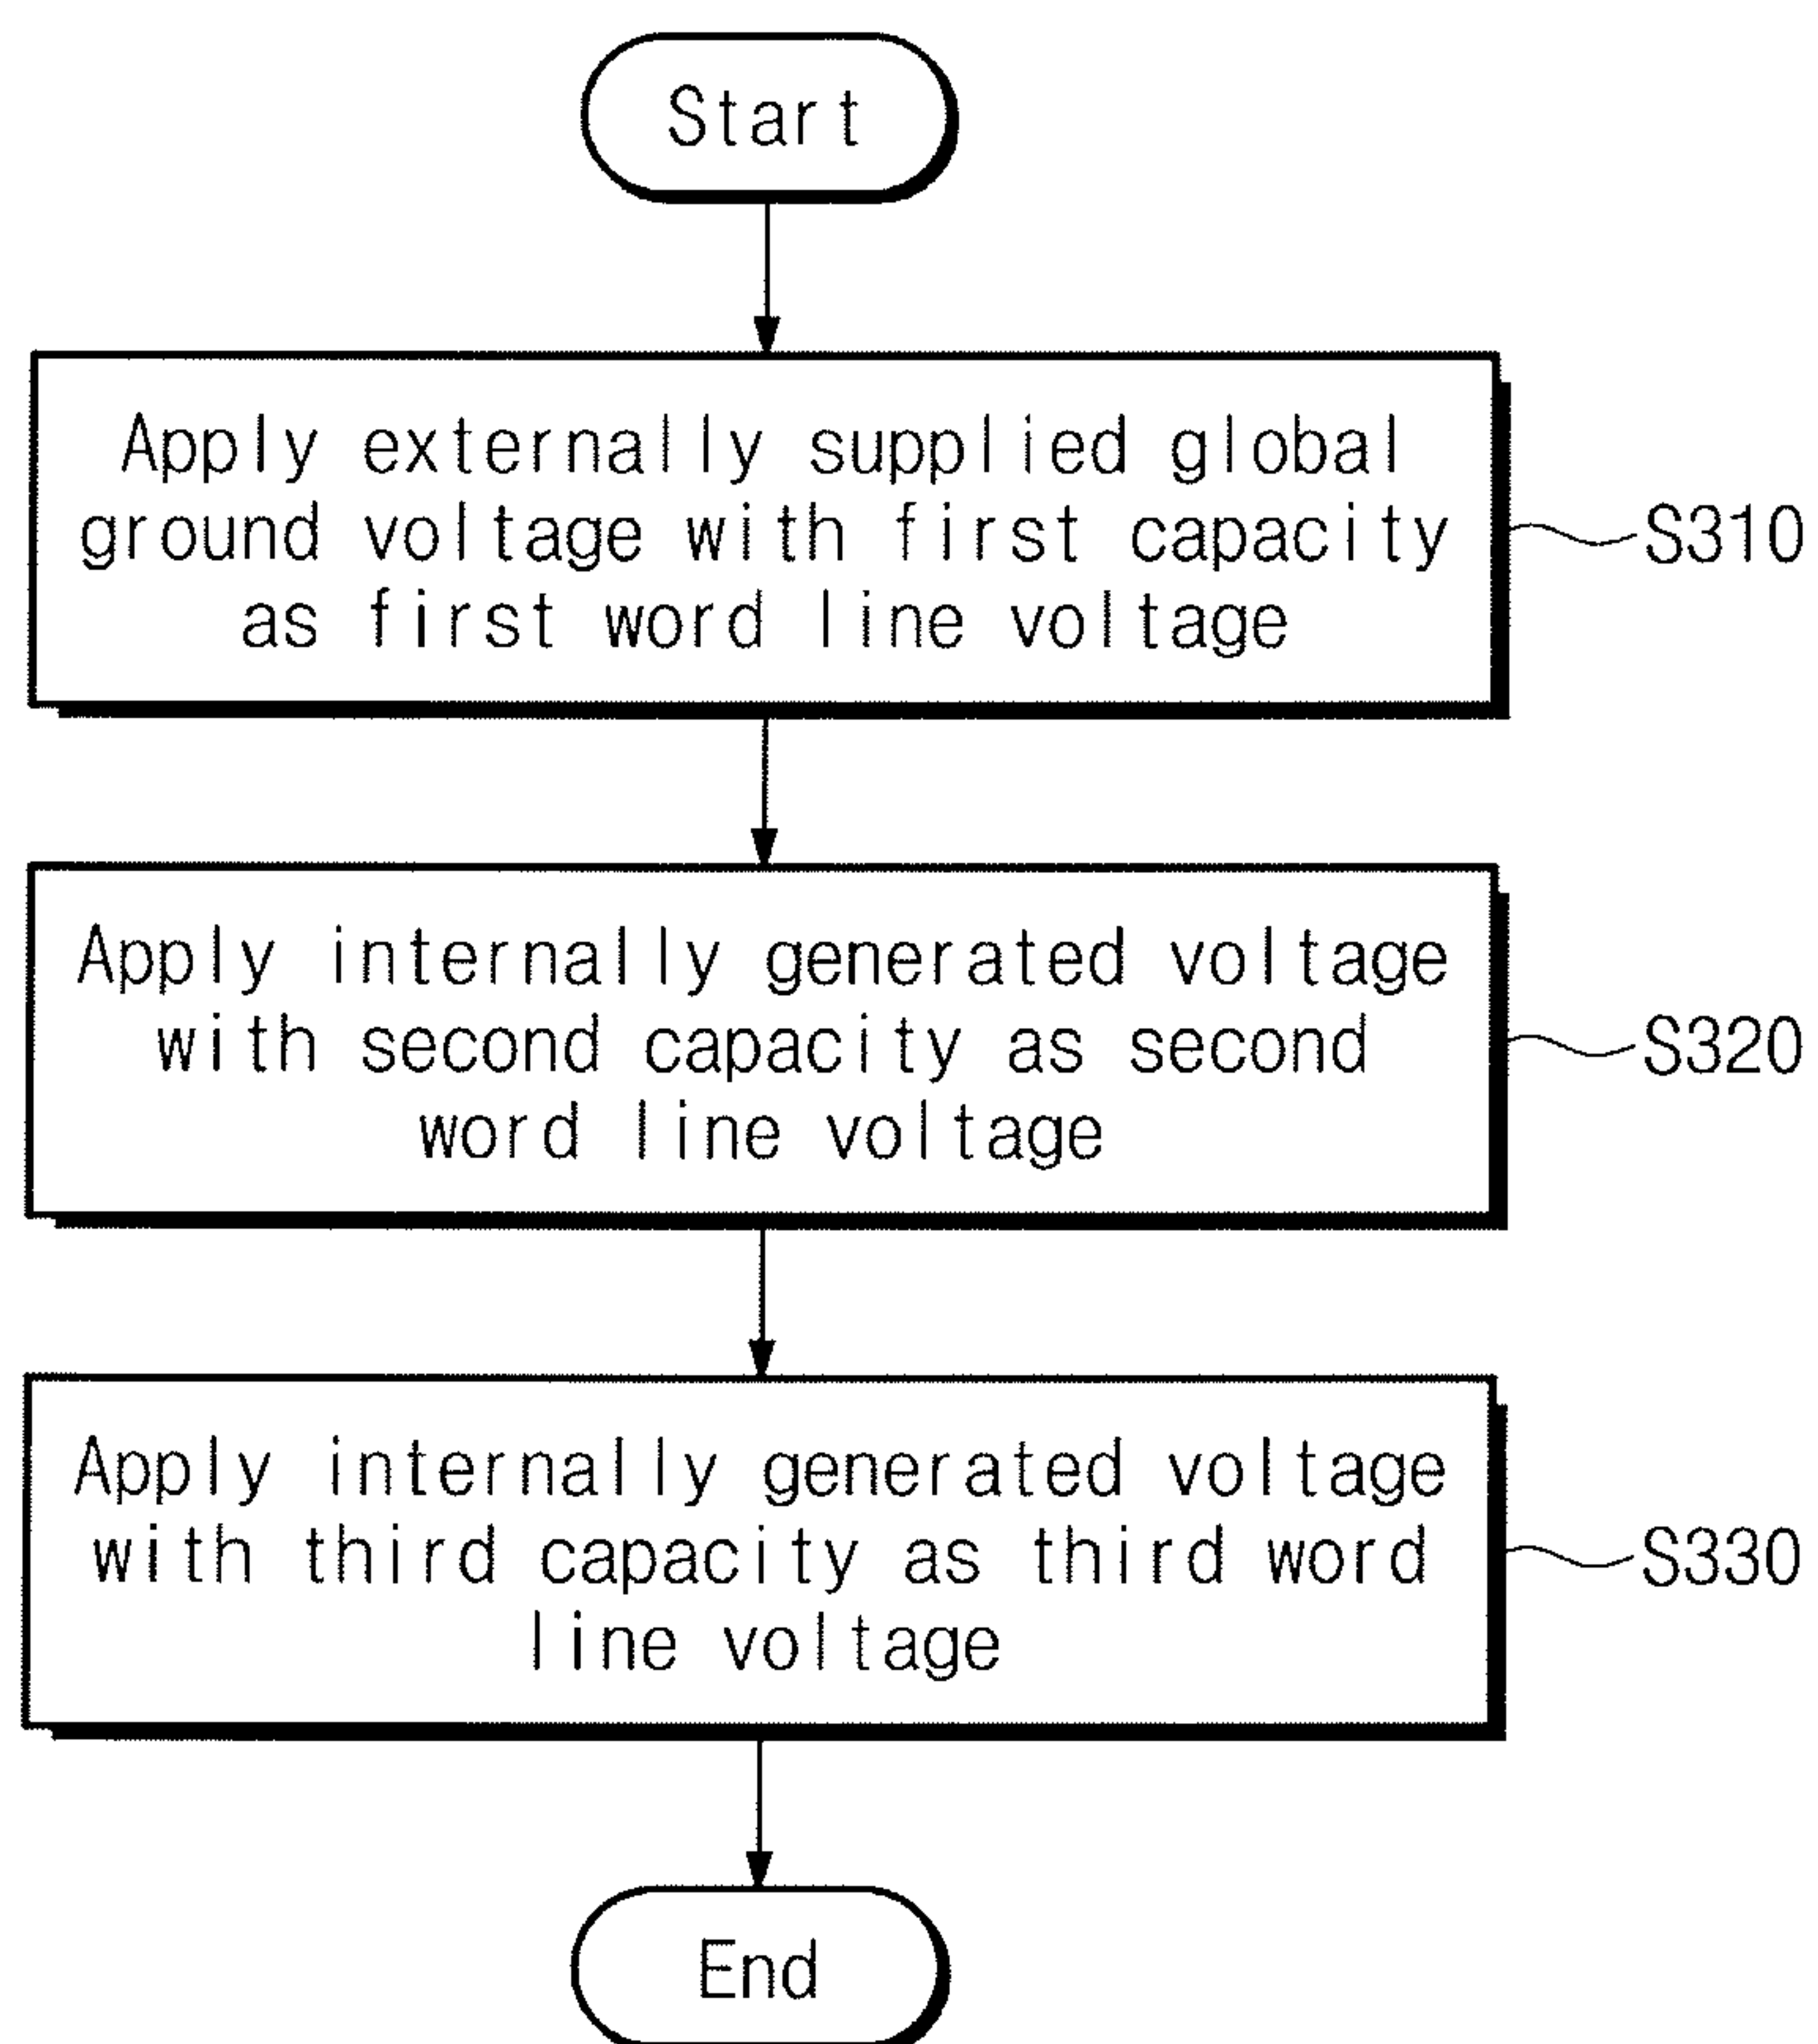 Start
Apply externally supplied global
ground voltage with first capacity
as first word line voltage
S310
Apply internally generated voltage
with second capacity as second
word line voltage
S320
Apply internally generated voltage
with third capacity as third word
line voltage
S330
End